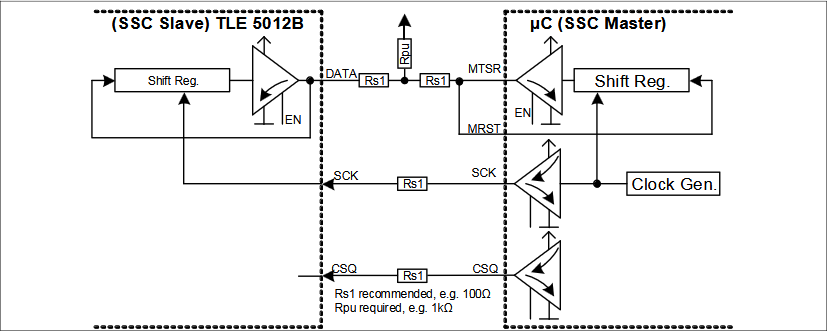 (SSC Slave) TLE 5012B
µC (SSC Master)
Shift Reg.
EN
DATA
Rs1
Rpu
Rs1
MTSR
EN
Shift Reg.
MRST
SCK
Rs1
SCK
Clock Gen.
CSQ
Rs1
CSQ
Rs1 recommended, e.g. 100Ω
Rpu required, e.g. 1kΩ